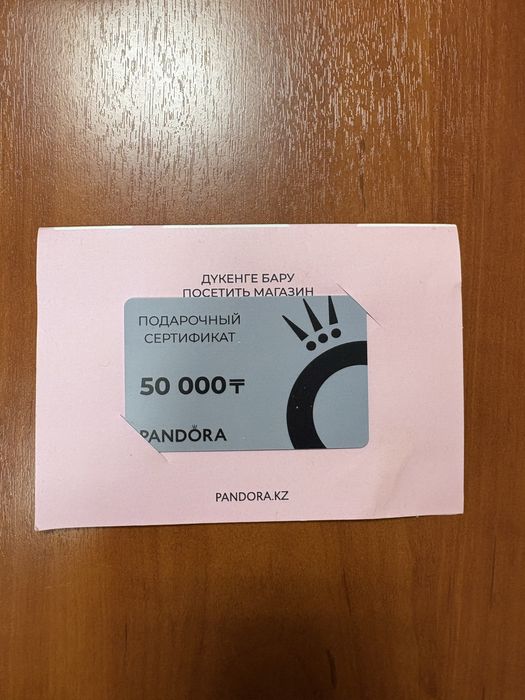 ДҮКЕНГЕ БАРУ
ПОСЕТИТЬ МАГАЗИН
ПОДАРОЧНЫЙ
СЕРТИФИКАТ
50 000₸
PANDORA
PANDORA.KZ